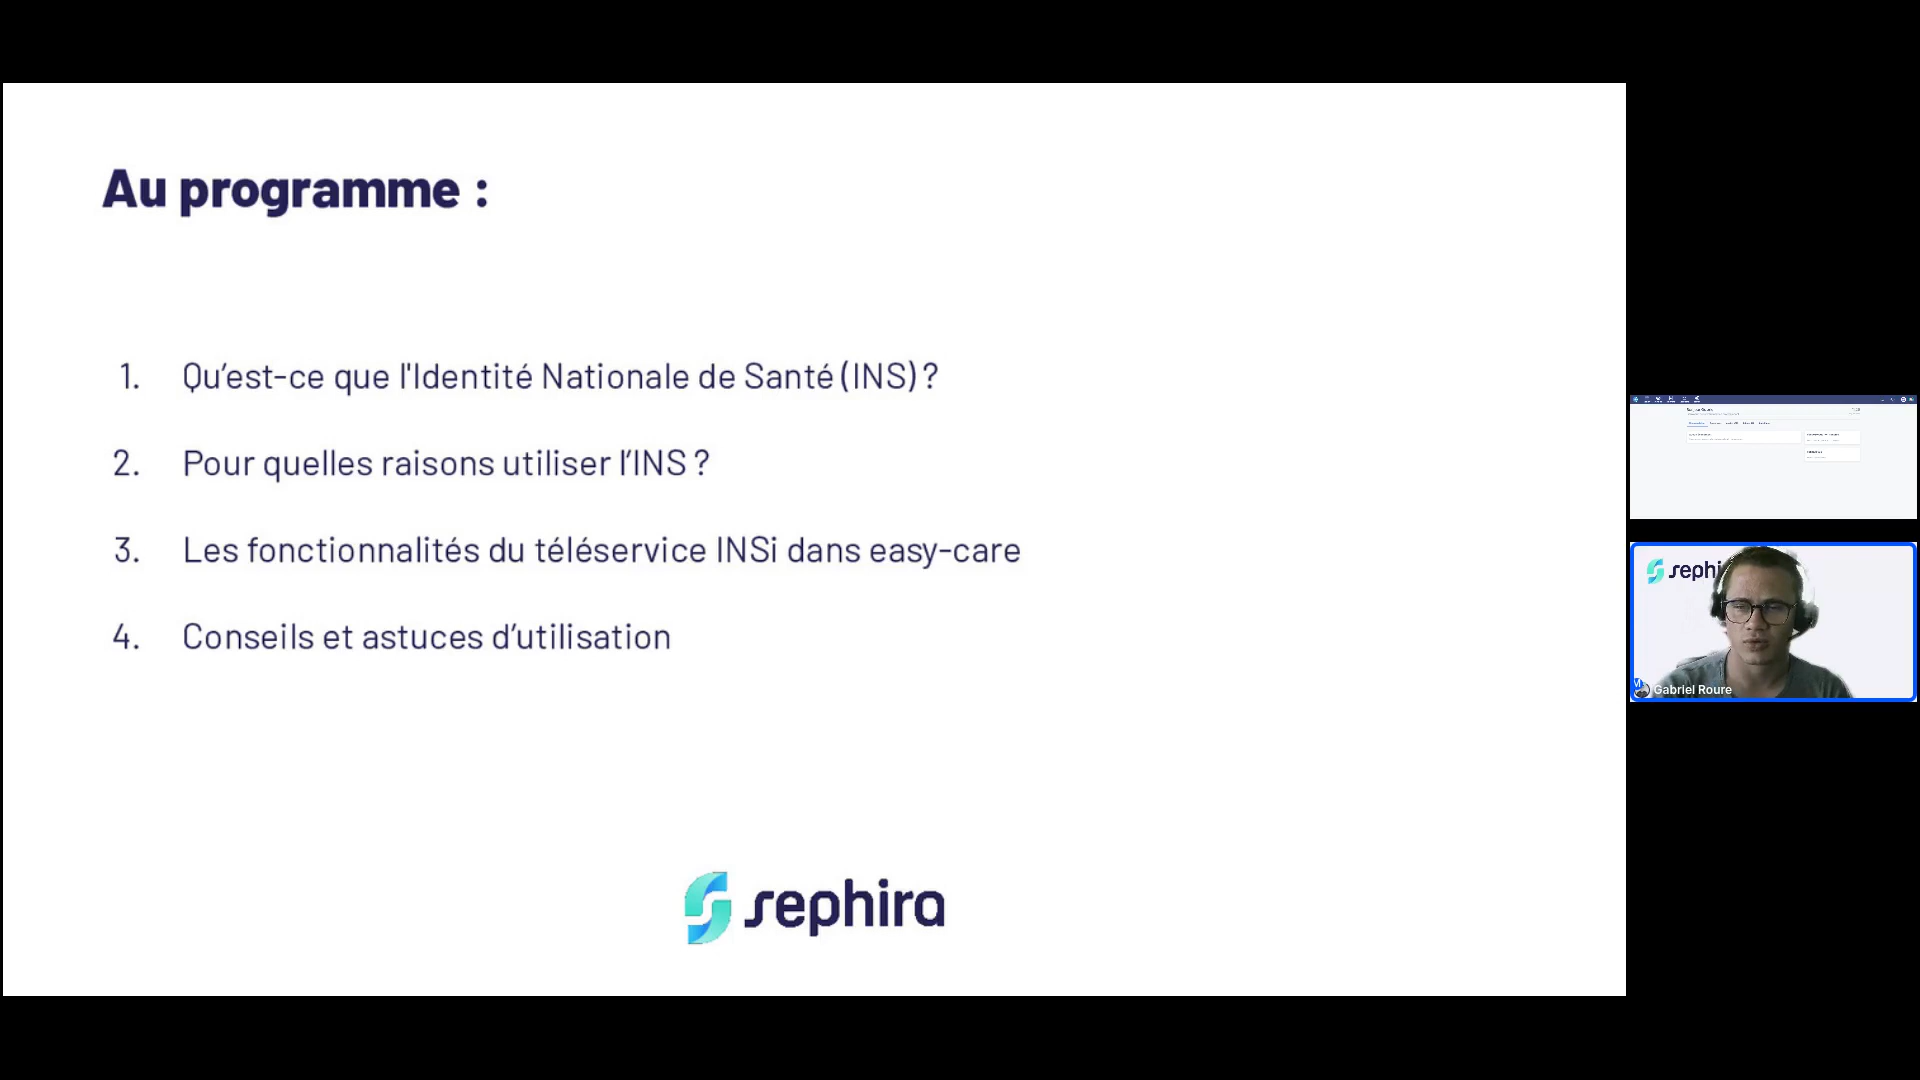 Au programme :
1. Qu’est-ce que l'Identité Nationale de Santé (INS) ?
2. Pour quelles raisons utiliser l’INS ?
3. Les fonctionnalités du téléservice INSi dans easy-care
4. Conseils et astuces d’utilisation
sephira
sephi
Gabriel Roure